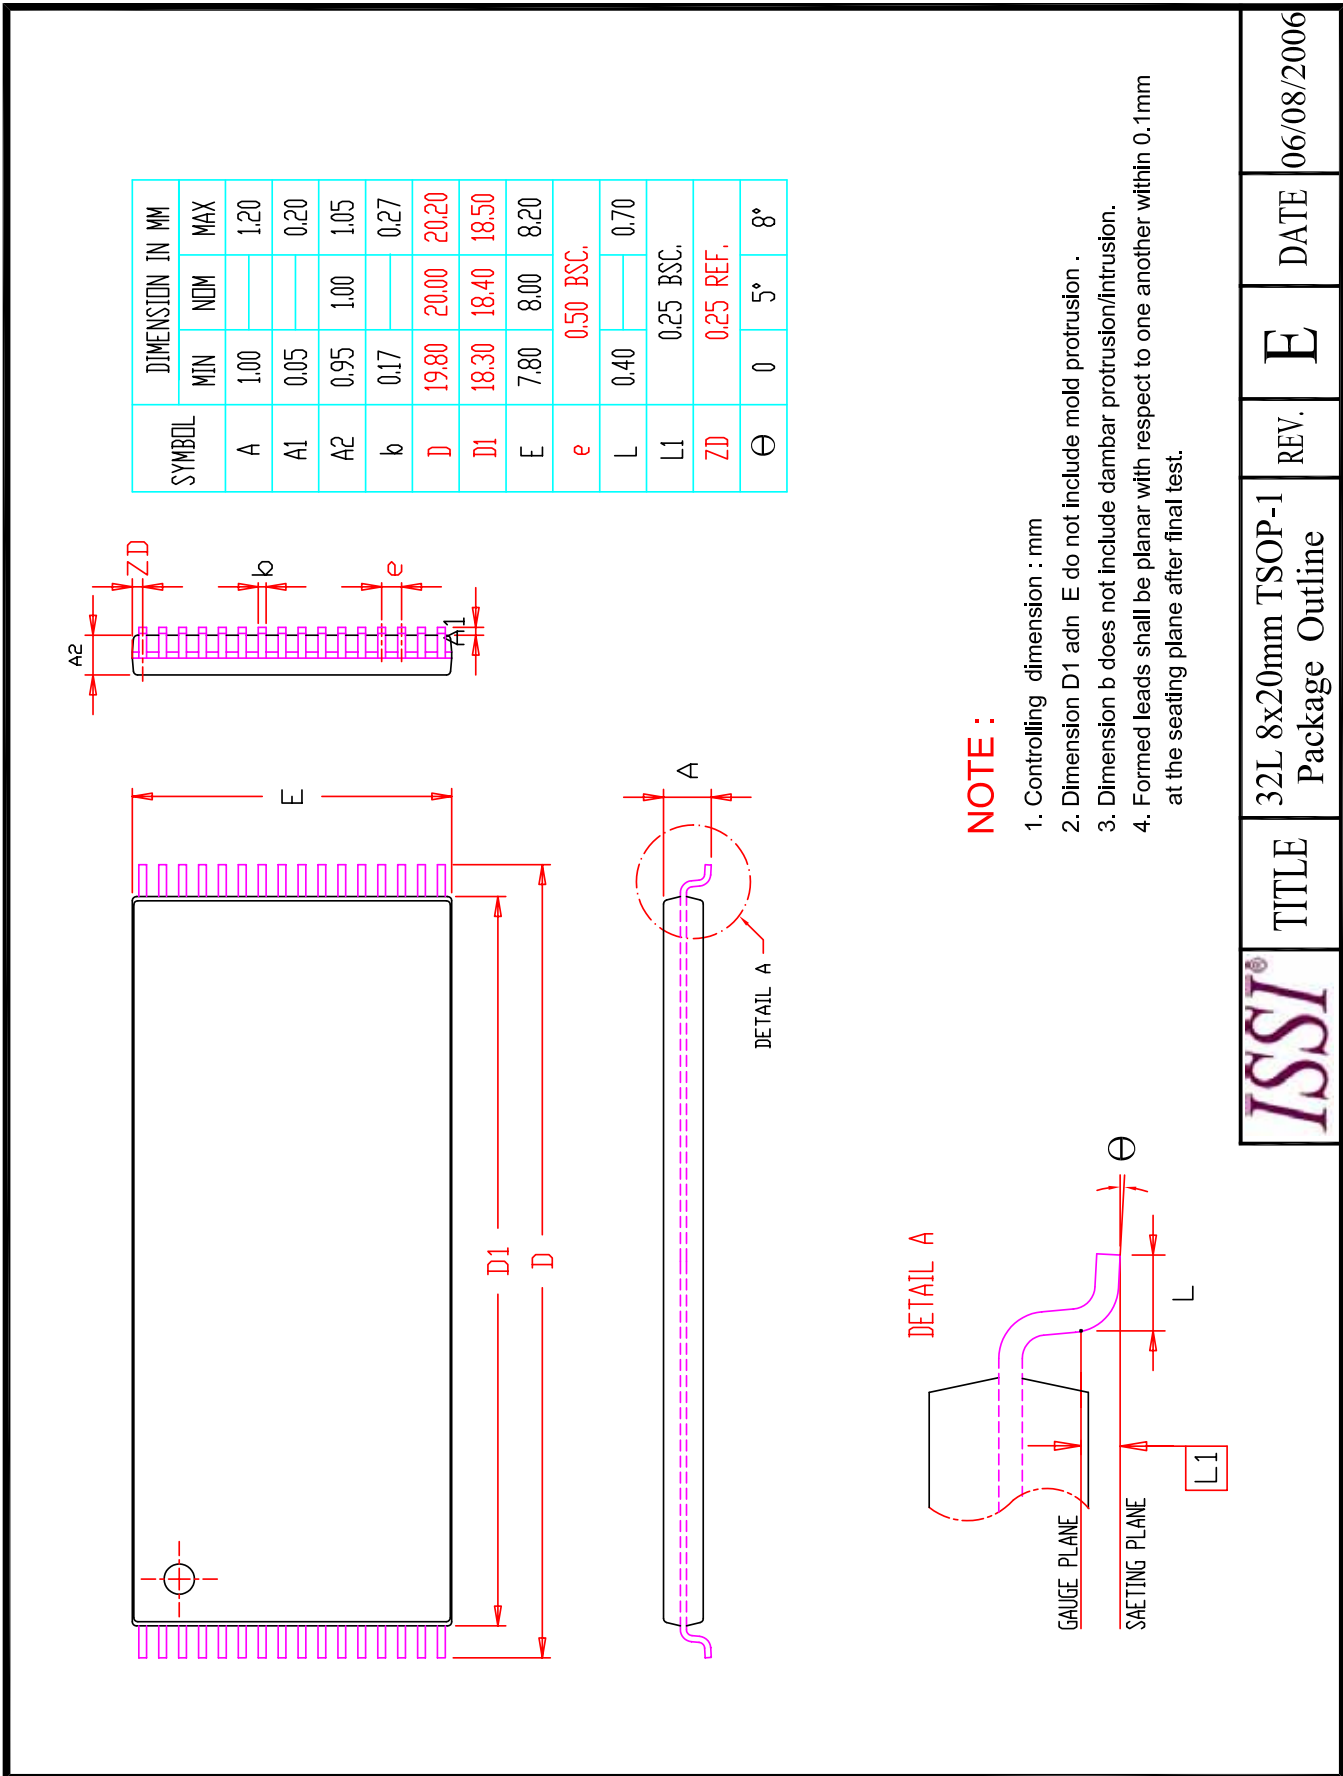 E
D1
D
A2
ZD
b
e
A1
A
DETAIL A
SYMBOL DIMENSION IN MM
MIN NOM MAX
A 1.00 1.20
A1 0.05 0.20
A2 0.95 1.00 1.05
b 0.17 0.27
D 19.80 20.00 20.20
D1 18.30 18.40 18.50
E 7.80 8.00 8.20
e 0.50 BSC.
L 0.40 0.70
L1 0.25 BSC.
ZD 0.25 REF.
Θ 0 5° 8°
DETAIL A
GAUGE PLANE
SAETING PLANE
L1
L
Θ
NOTE :
1. Controlling dimension : mm
2. Dimension D1 adn E do not include mold protrusion .
3. Dimension b does not include dambar protrusion/intrusion.
4. Formed leads shall be planar with respect to one another within 0.1mm
at the seating plane after final test.
ISSI®
TITLE
32L 8x20mm TSOP-1
Package Outline
REV.
E
DATE
06/08/2006